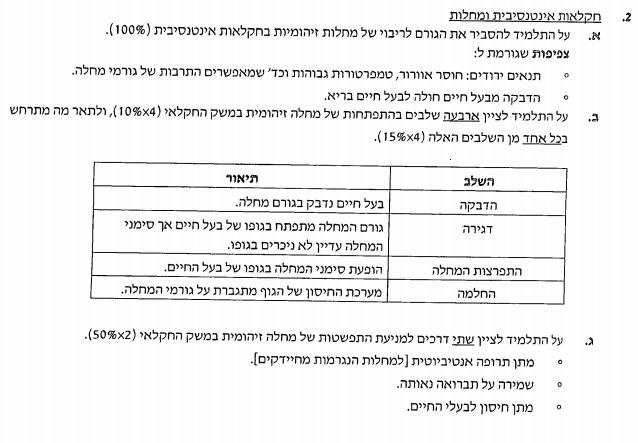 2. חקלאות אינטנסיבית ומחלות
א. על התלמיד להסביר את הגורם לריבוי של מחלות זיהומיות בחקלאות אינטנסיבית (100%).
צפיפות שגורמת ל:
° תנאים ירודים: חוסר אוורור, טמפרטורות גבוהות וכד' שמאפשרים התרבות של גורמי מחלה.
° הדבקה מבעל חיים חולה לבעל חיים בריא.
ב. על התלמיד לציין ארבעה שלבים בהתפתחות של מחלה זיהומית במשק החקלאי (10%x4), ולתאר מה מתרחש
בכל אחד מן השלבים האלה (15%x4).
השלב תיאור
הדבקה בעל חיים נדבק בגורם מחלה.
דגירה גורם המחלה מתפתח בגופו של בעל חיים אך סימני
המחלה עדיין לא ניכרים בגופו.
התפרצות המחלה הופעת סימני המחלה בגופו של בעל החיים.
החלמה מערכת החיסון של הגוף מתגברת על גורמי המחלה.
ג. על התלמיד לציין שתי דרכים למניעת התפשטות של מחלה זיהומית במשק החקלאי (50%x2).
° מתן תרופה אנטיביוטית [למחלות הנגרמות מחיידקים].
° שמירה על תברואה נאותה.
° מתן חיסון לבעלי החיים.